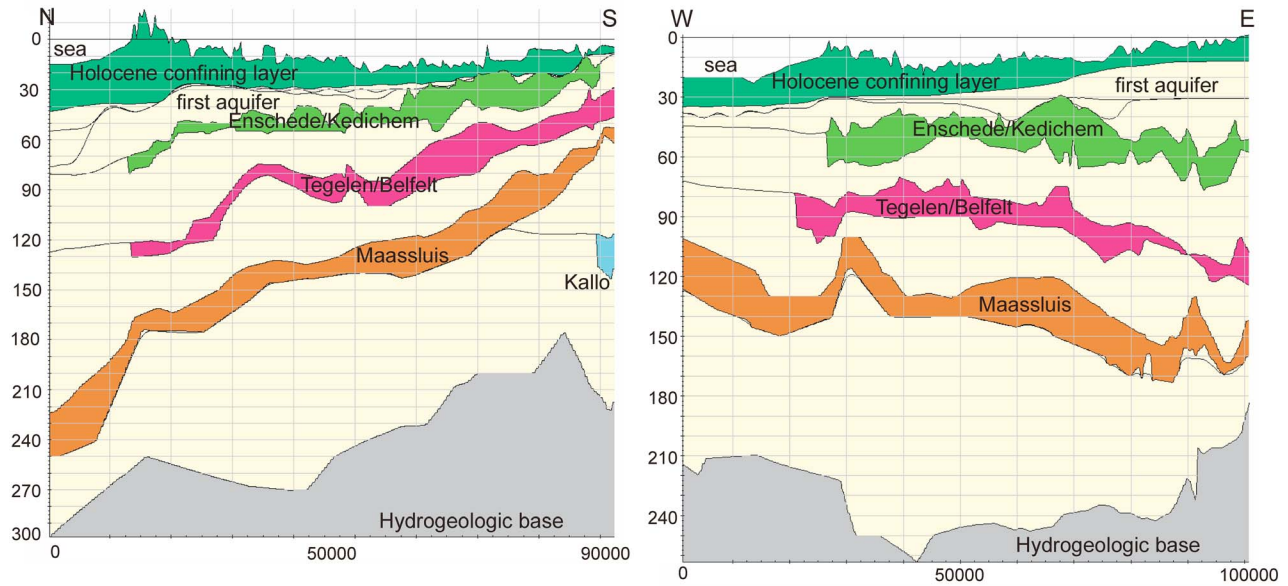 N
S
0
30
60
90
120
150
180
210
240
270
300
sea
Holocene confining layer
first aquifer
Enschede/Kedichem
Tegelen/Belfelt
Maassluis
Kallo
Hydrogeologic base
0
50000
90000
W
E
0
30
60
90
120
150
180
210
240
sea
Holocene confining layer
first aquifer
Enschede/Kedichem
Tegelen/Belfelt
Maassluis
Hydrogeologic base
0
50000
100000